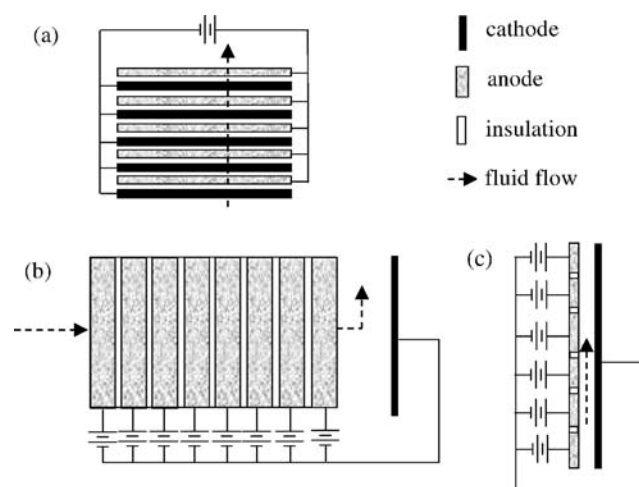 (a)
cathode
anode
insulation
fluid flow
(b)
(c)